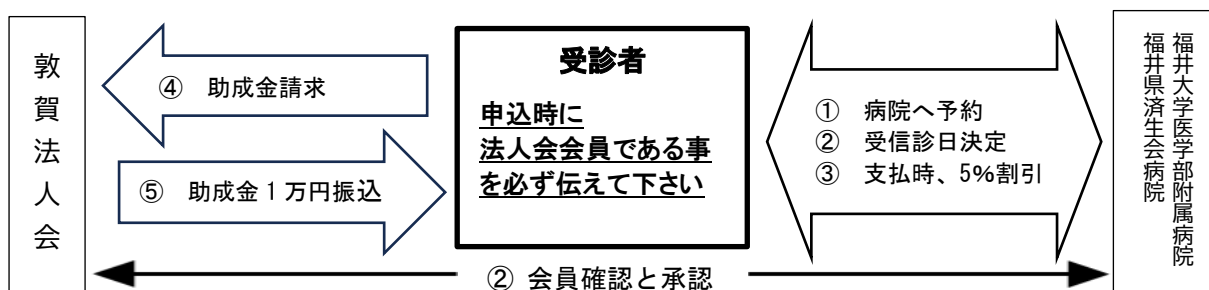 敦賀法人会
④ 助成金請求
⑤ 助成金1万円振込
受診者
申込時に
法人会会員である事
を必ず伝えて下さい
① 病院へ予約
② 受信診日決定
③ 支払時、5%割引
福井大学医学部附属病院
福井県済生会病院
② 会員確認と承認